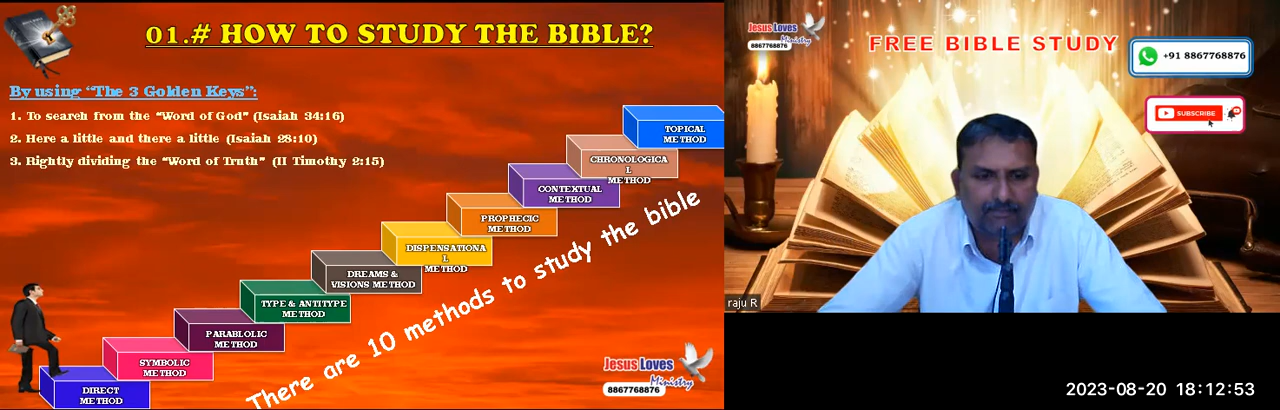 01.# HOW TO STUDY THE BIBLE?
By using “The 3 Golden Keys”:
1. To search from the “Word of God” (Isaiah 34:16)
2. Here a little and there a little (Isaiah 28:10)
3. Rightly dividing the “Word of Truth” (II Timothy 2:15)
TOPICAL
METHOD
CHRONOLOGICA
L
METHOD
CONTEXTUAL
METHOD
PROPHECIC
METHOD
DISPENSATIONA
L
METHOD
DREAMS &
VISIONS METHOD
TYPE & ANTITYPE
METHOD
PARABLOLIC
METHOD
SYMBOLIC
METHOD
DIRECT
METHOD
There are 10 methods to study the bible
Jesus Loves
Ministry
8867768876
Jesus Loves
Ministry
8867768876
FREE BIBLE STUDY
+91 8867768876
SUBSCRIBE
raju R
2023-08-20 18:12:53